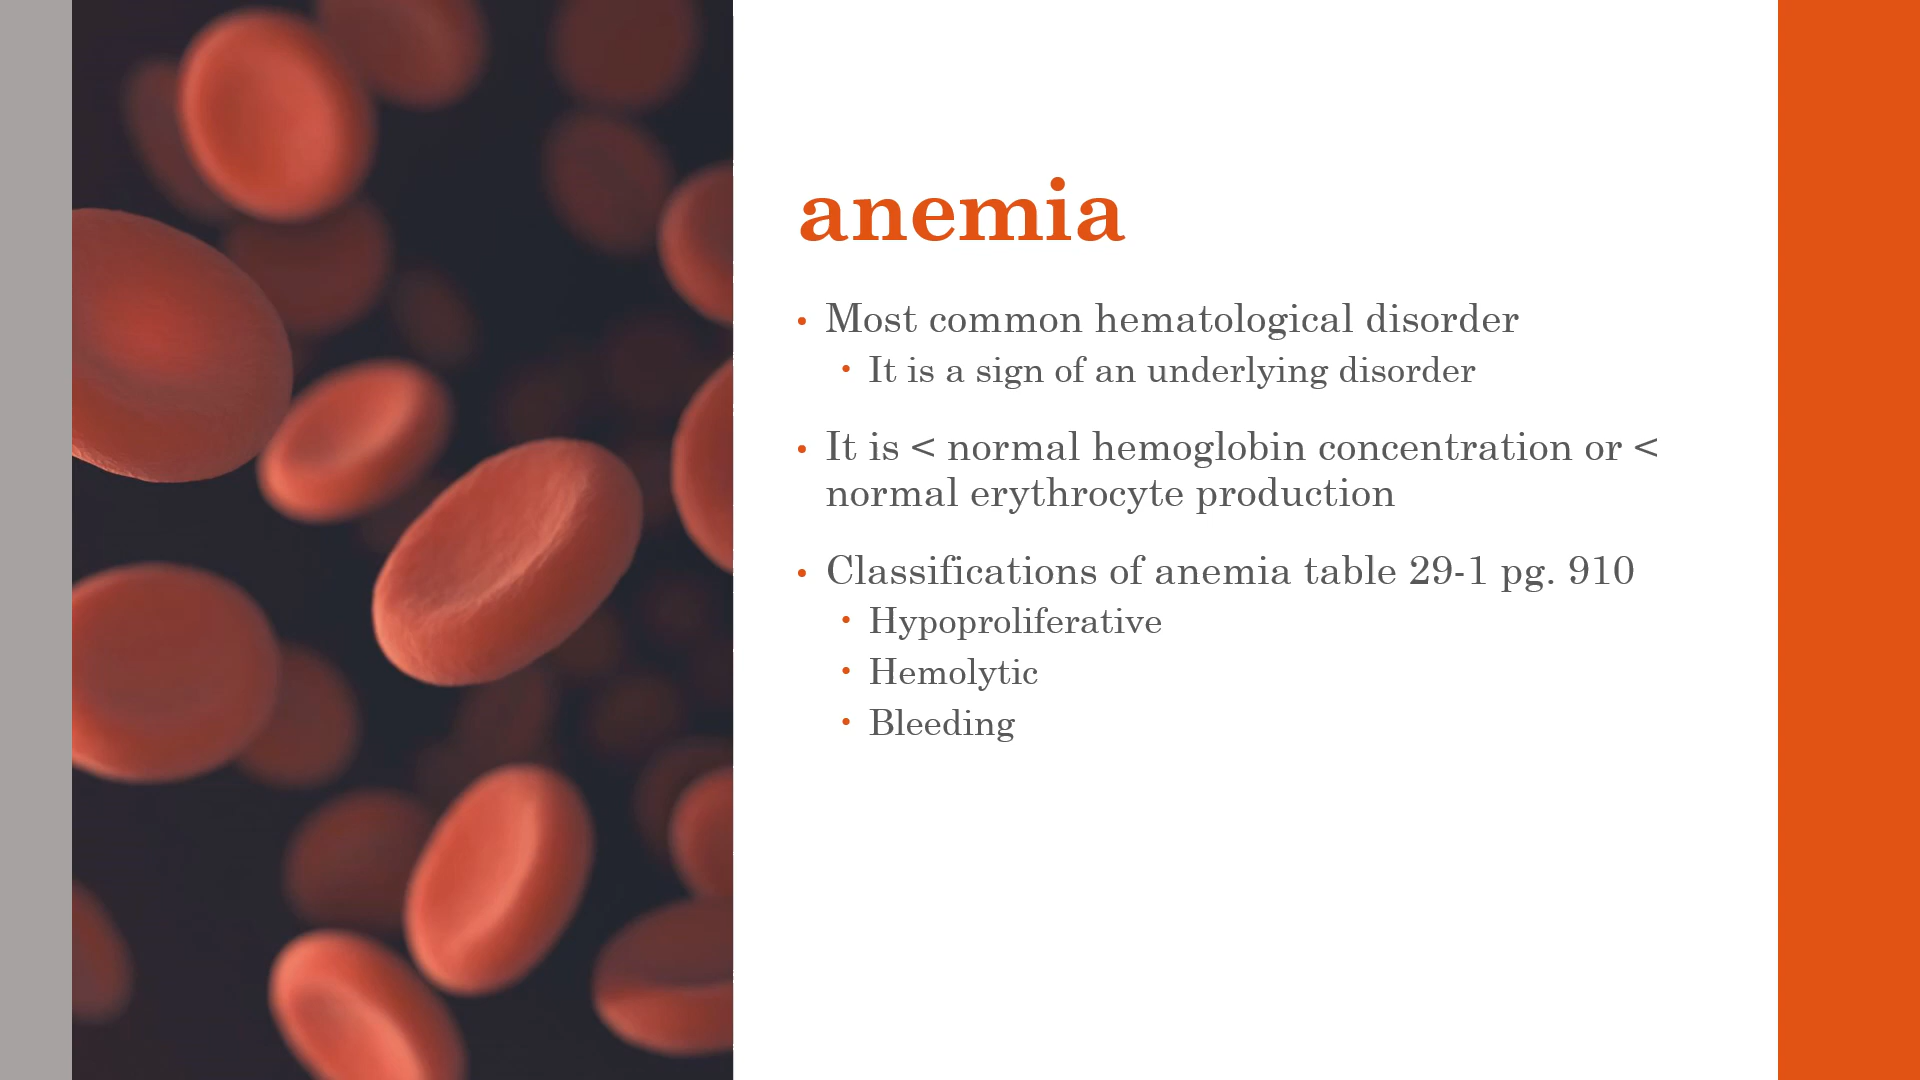 anemia
• Most common hematological disorder
• It is a sign of an underlying disorder
• It is < normal hemoglobin concentration or <
normal erythrocyte production
• Classifications of anemia table 29-1 pg. 910
• Hypoproliferative
• Hemolytic
• Bleeding